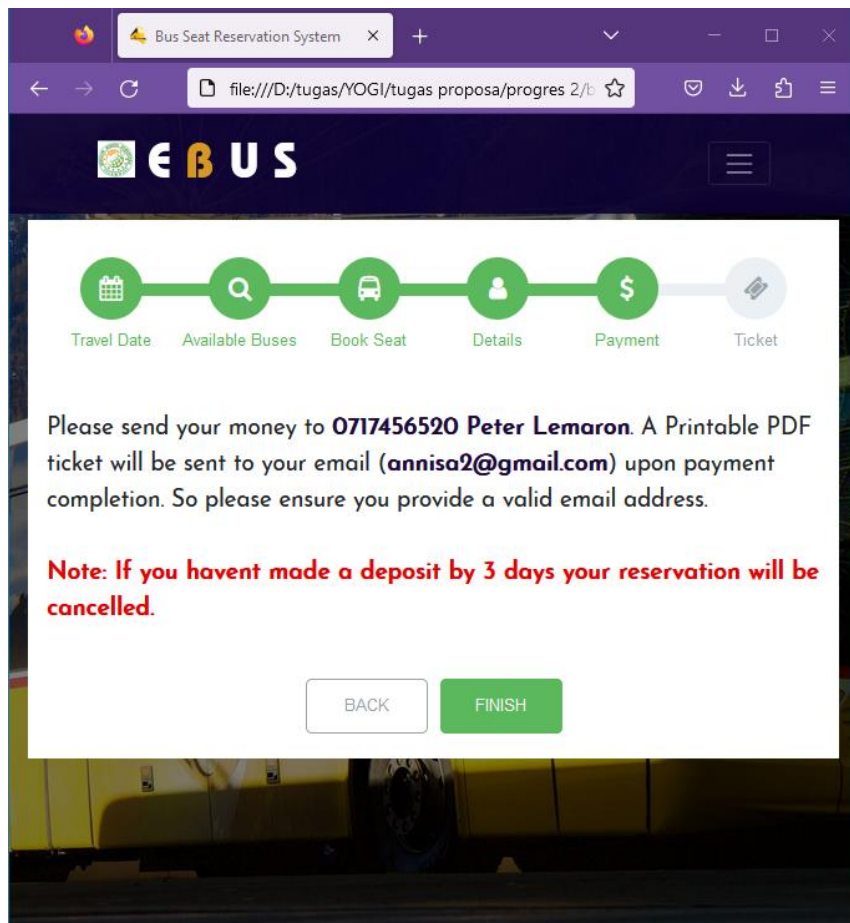 Bus Seat Reservation System
file:///D:/tugas/YOGI/tugas proposa/progres 2/b
EBUS
Travel Date Available Buses Book Seat Details Payment Ticket
Please send your money to 0717456520 Peter Lemaron. A Printable PDF
ticket will be sent to your email (annisa2@gmail.com) upon payment
completion. So please ensure you provide a valid email address.
Note: If you havent made a deposit by 3 days your reservation will be
cancelled.
BACK FINISH